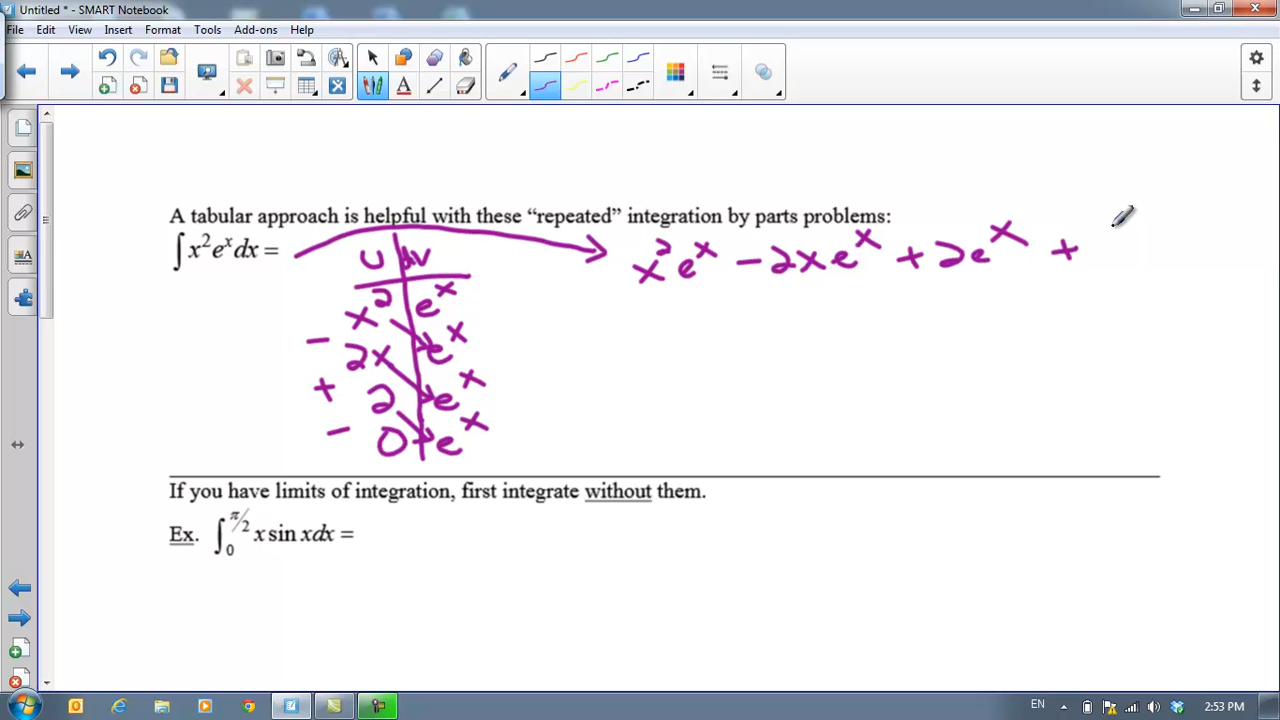 Untitled * - SMART Notebook
File Edit View Insert Format Tools Add-ons Help
A tabular approach is helpful with these “repeated” integration by parts problems:
∫x²eˣdx = x²eˣ - 2xeˣ + 2eˣ +
u dv
x² eˣ
- 2x eˣ
+ 2 eˣ
- 0 + eˣ
If you have limits of integration, first integrate without them.
Ex. ∫₀^π/2 x sin xdx =
EN 2:53 PM